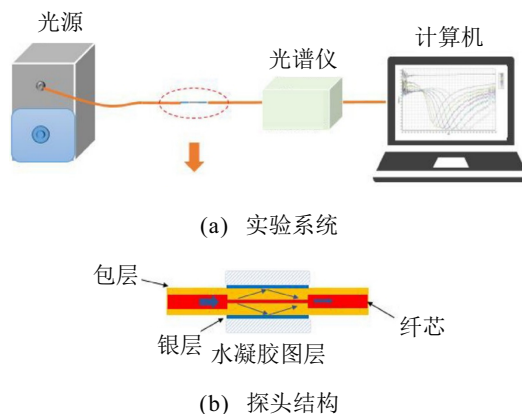 光源
光谱仪
计算机
(a) 实验系统
包层
银层
水凝胶图层
纤芯
(b) 探头结构